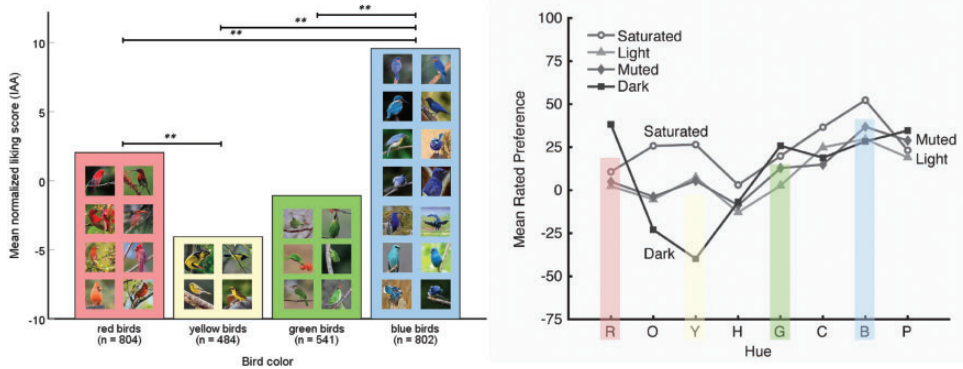 Mean normalized liking score (IAA)
10
5
0
-5
-10
**
**
**
**
red birds
(n = 804)
yellow birds
(n = 484)
green birds
(n = 541)
blue birds
(n = 802)
Bird color
Mean Rated Preference
100
75
50
25
0
-25
-50
-75
Saturated
Light
Muted
Dark
Saturated
Dark
Muted
Light
R O Y H G C B P
Hue